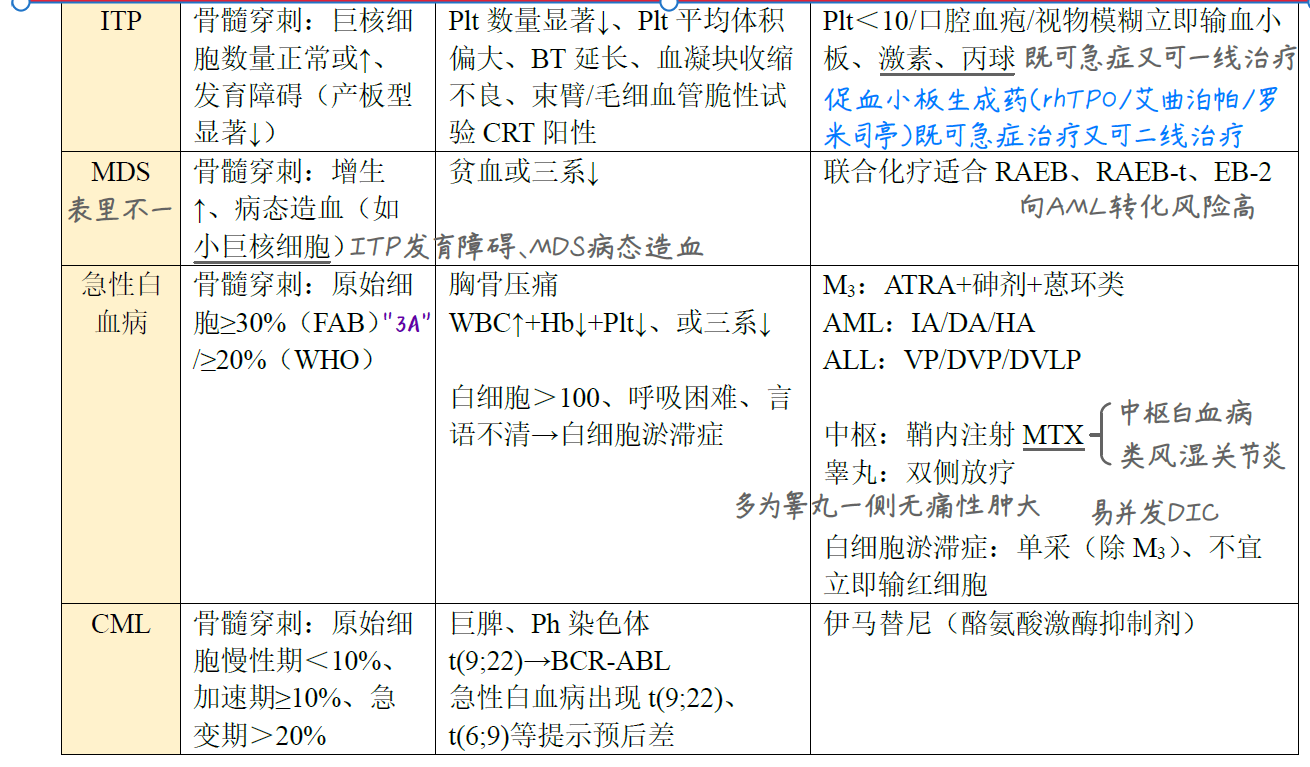 ITP
骨髓穿刺：巨核细
胞数量正常或↑、
发育障碍（产板型
显著↓）
Plt 数量显著↓、Plt 平均体积
偏大、BT 延长、血凝块收缩
不良、束臂/毛细血管脆性试
验 CRT 阳性
Plt＜10/口腔血疱/视物模糊立即输血小
板、激素、丙球 既可急症又可一线治疗
促血小板生成药(rhTPO/艾曲泊帕/罗
米司亭)既可急症治疗又可二线治疗
MDS
表里不一
骨髓穿刺：增生
↑、病态造血（如
小巨核细胞）ITP发育障碍、MDS病态造血
贫血或三系↓
联合化疗适合 RAEB、RAEB-t、EB-2
向AML转化风险高
急性白
血病
骨髓穿刺：原始细
胞≥30%（FAB）"3A"
/≥20%（WHO）
胸骨压痛
WBC↑+Hb↓+Plt↓、或三系↓
白细胞＞100、呼吸困难、言
语不清→白细胞淤滞症
M₃：ATRA+砷剂+蒽环类
AML：IA/DA/HA
ALL：VP/DVP/DVLP
中枢：鞘内注射 MTX
中枢白血病
类风湿关节炎
睾丸：双侧放疗
多为睾丸一侧无痛性肿大
易并发DIC
白细胞淤滞症：单采（除 M₃）、不宜
立即输红细胞
CML
骨髓穿刺：原始细
胞慢性期＜10%、
加速期≥10%、急
变期＞20%
巨脾、Ph 染色体
t(9;22)→BCR-ABL
急性白血病出现 t(9;22)、
t(6;9)等提示预后差
伊马替尼（酪氨酸激酶抑制剂）